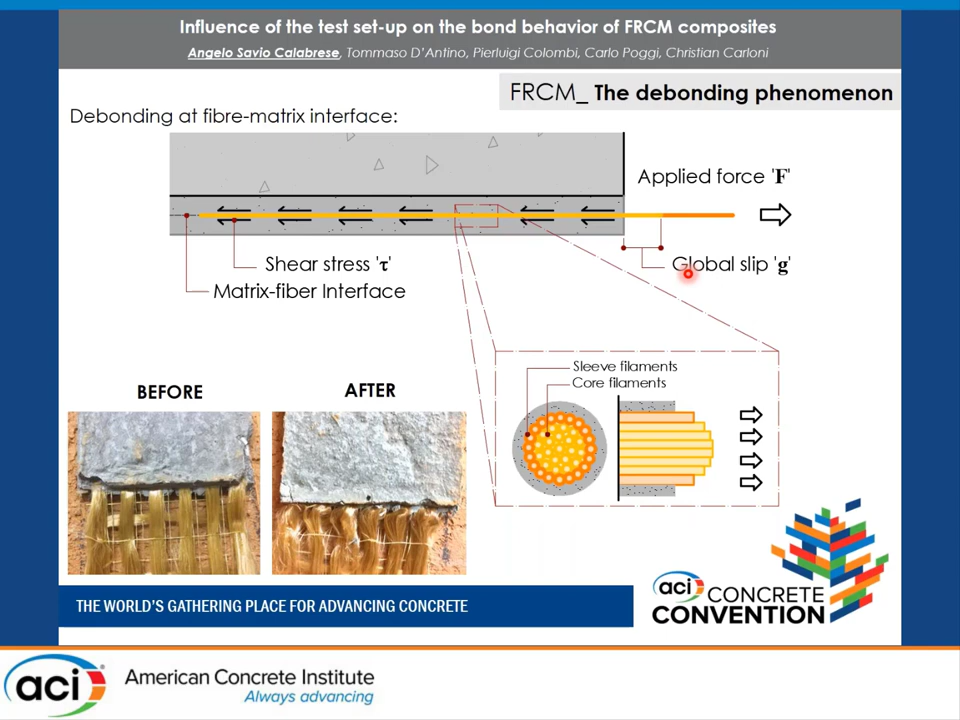 Influence of the test set-up on the bond behavior of FRCM composites
Angelo Savio Calabrese, Tommaso D'Antino, Pierluigi Colombi, Carlo Poggi, Christian Carloni
FRCM_ The debonding phenomenon
Debonding at fibre-matrix interface:
Applied force 'F'
Shear stress 'τ'
Global slip 'g'
Matrix-fiber Interface
Sleeve filaments
Core filaments
BEFORE
AFTER
THE WORLD'S GATHERING PLACE FOR ADVANCING CONCRETE
aci CONCRETE
CONVENTION
aci
American Concrete Institute
Always advancing